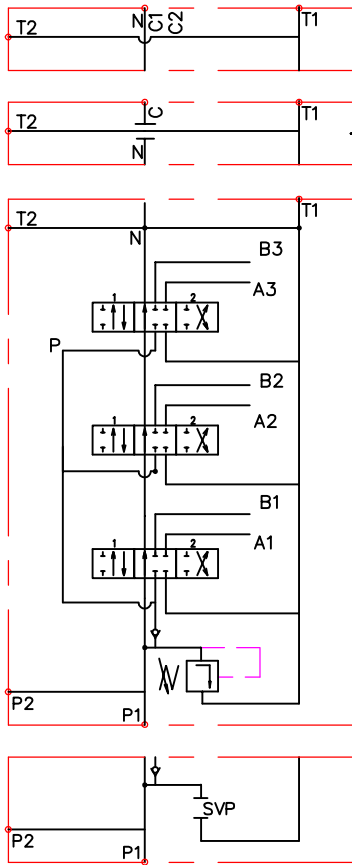 T2 N C1 C2 T1
T2 C T1
N
T2 T1
N
B3
A3
1 2
P
B2
A2
1 2
B1
A1
1 2
P2
P1
SVP
P2
P1